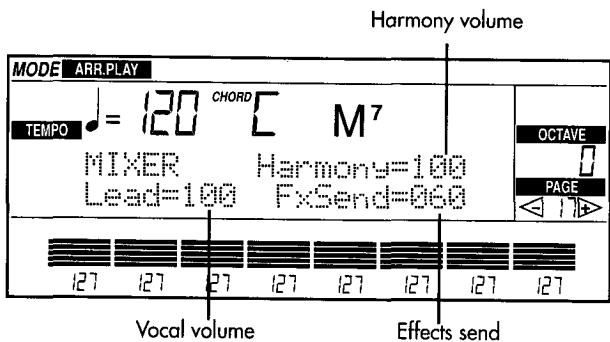 Harmony volume
MODE ARR.PLAY
TEMPO ♩= 120 CHORD C M7
OCTAVE
0
MIXER Harmony=100
PAGE
Lead=100 FxSend=060
- 17 +
127 127 127 127 127 127 127 127
Vocal volume Effects send